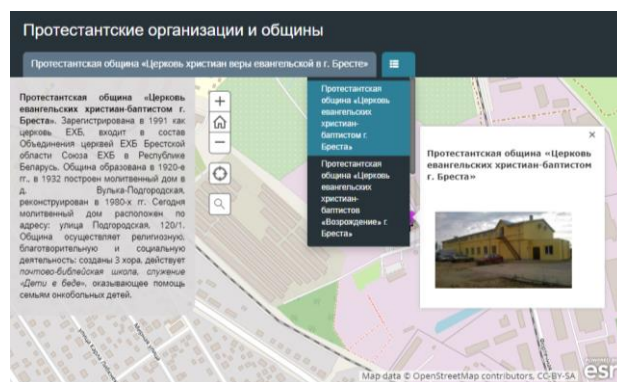 Протестантские организации и общины
Протестантская община «Церковь христиан веры евангельской в г. Бресте»
Протестантская община «Церковь
евангельских христиан-баптистом г.
Бреста». Зарегистрирована в 1991 как
церковь ЕХБ, входит в состав
Объединения церквей ЕХБ Брестской
области Союза ЕХБ в Республике
Беларусь. Община образована в 1920-е
гг., в 1932 построен молитвенный дом в
д. Вулька-Подгородская,
реконструирован в 1980-х гг. Сегодня
молитвенный дом расположен по
адресу: улица Подгородская, 120/1.
Община осуществляет религиозную,
благотворительную и социальную
деятельность: созданы 3 хора, действует
почтово-библейская школа, служение
«Дети в беде», оказывающее помощь
семьям онкобольных детей.
Протестантская
община «Церковь
евангельских
христиан-
баптистом г.
Бреста»
Протестантская
община «Церковь
евангельских
христиан-
баптистов
«Возрождение» г.
Бреста»
Протестантская община «Церковь
евангельских христиан-баптистом
г. Бреста»
улица Карла Либкнехта
Мирная улица
Map data © OpenStreetMap contributors, CC-BY-SA
esri